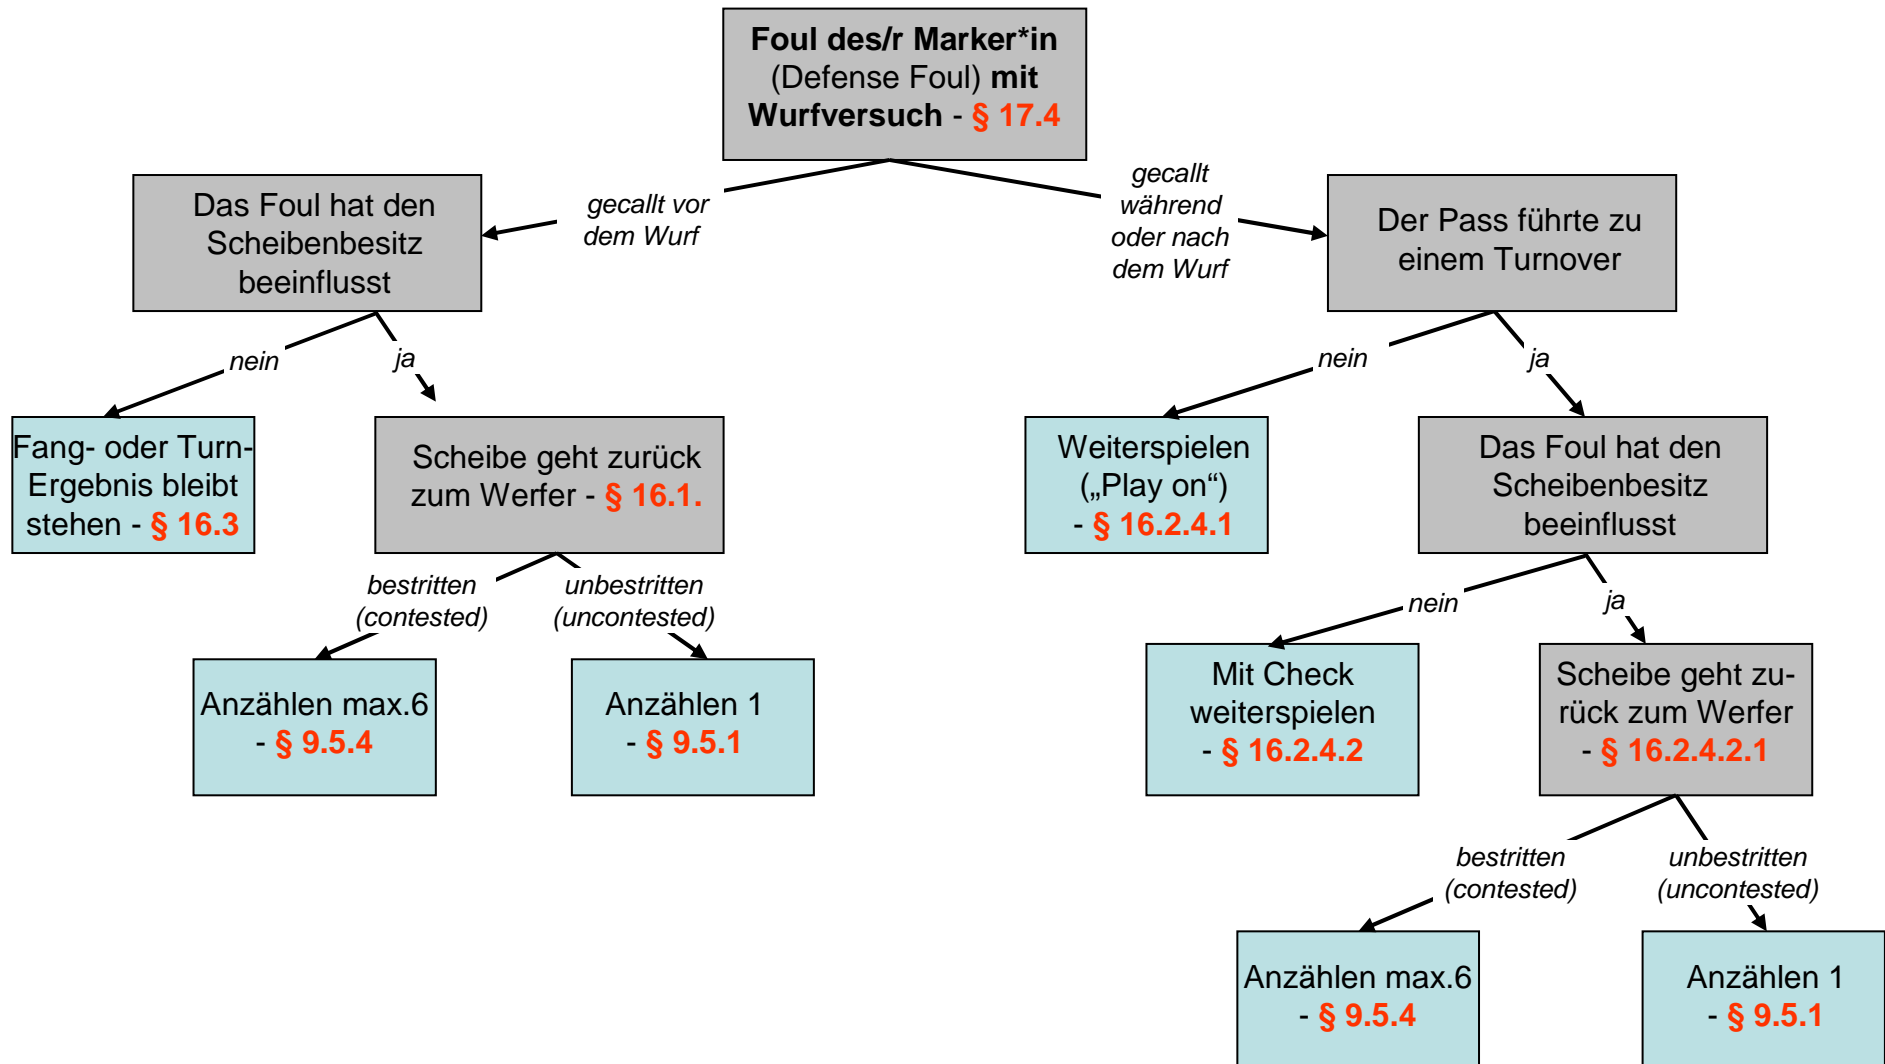 Foul des/r Marker*in
(Defense Foul) mit
Wurfversuch - § 17.4
gecallt vor
dem Wurf
gecallt
während
oder nach
dem Wurf
Das Foul hat den
Scheibenbesitz
beeinflusst
Der Pass führte zu
einem Turnover
nein
ja
nein
ja
Fang- oder Turn-
Ergebnis bleibt
stehen - § 16.3
Scheibe geht zurück
zum Werfer - § 16.1.
Weiterspielen
(„Play on“)
- § 16.2.4.1
Das Foul hat den
Scheibenbesitz
beeinflusst
bestritten
(contested)
unbestritten
(uncontested)
nein
ja
Anzählen max.6
- § 9.5.4
Anzählen 1
- § 9.5.1
Mit Check
weiterspielen
- § 16.2.4.2
Scheibe geht zu-
rück zum Werfer
- § 16.2.4.2.1
bestritten
(contested)
unbestritten
(uncontested)
Anzählen max.6
- § 9.5.4
Anzählen 1
- § 9.5.1